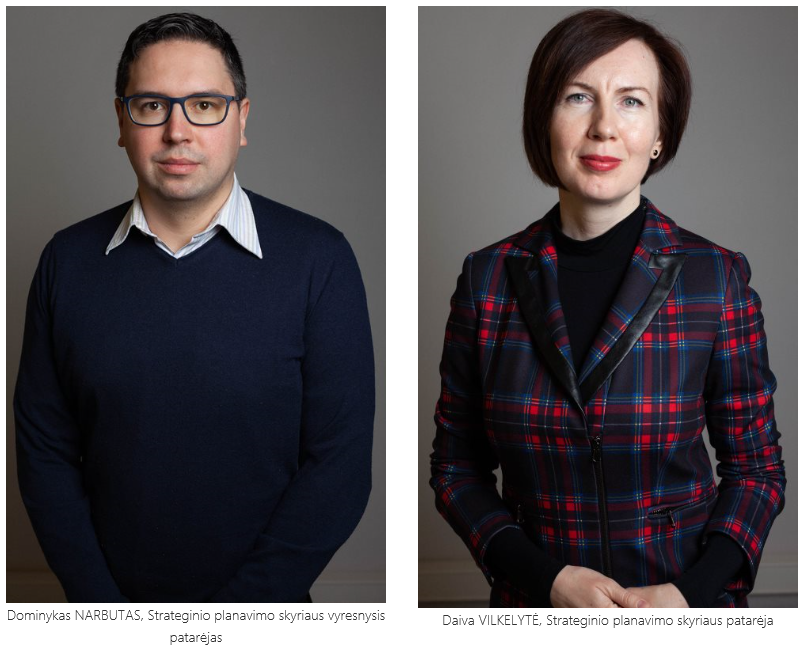 Dominykas NARBUTAS, Strateginio planavimo skyriaus vyresnysis
patarėjas
Daiva VILKELYTĖ, Strateginio planavimo skyriaus patarėja